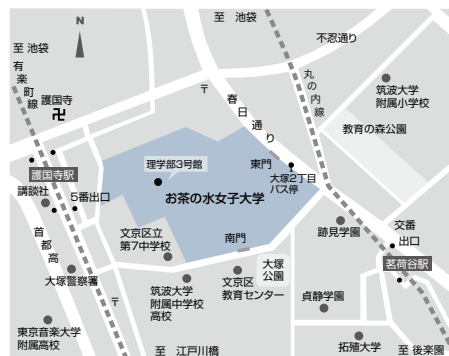 至 池袋
不忍通り
至 池袋
N
有楽町線
護国寺
卍
〒
春日通り
丸の内線
筑波大学
附属小学校
教育の森公園
理学部3号館
東門
大塚2丁目
バス停
護国寺駅
講談社
5番出口
お茶の水女子大学
首都高
文京区立
第7中学校
南門
大塚
公園
跡見学園
交番
出口
茗荷谷駅
大塚警察署
〒
筑波大学
附属中学校
高校
文京区
教育センター
貞静学園
東京音楽大学
附属高校
拓殖大学
至 江戸川橋
至 後楽園